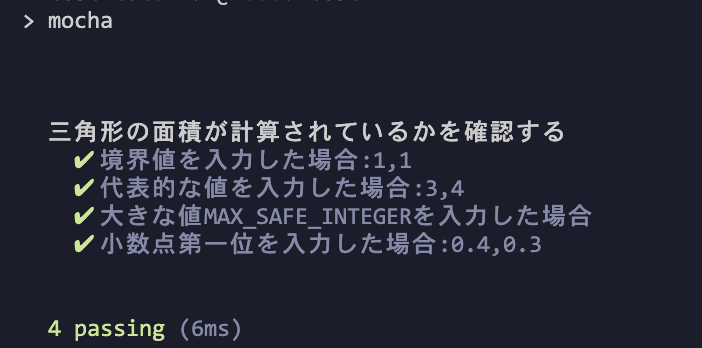 > mocha
三角形の面積が計算されているかを確認する
✔ 境界値を入力した場合:1,1
✔ 代表的な値を入力した場合:3,4
✔ 大きな値MAX_SAFE_INTEGERを入力した場合
✔ 小数点第一位を入力した場合:0.4,0.3
4 passing (6ms)